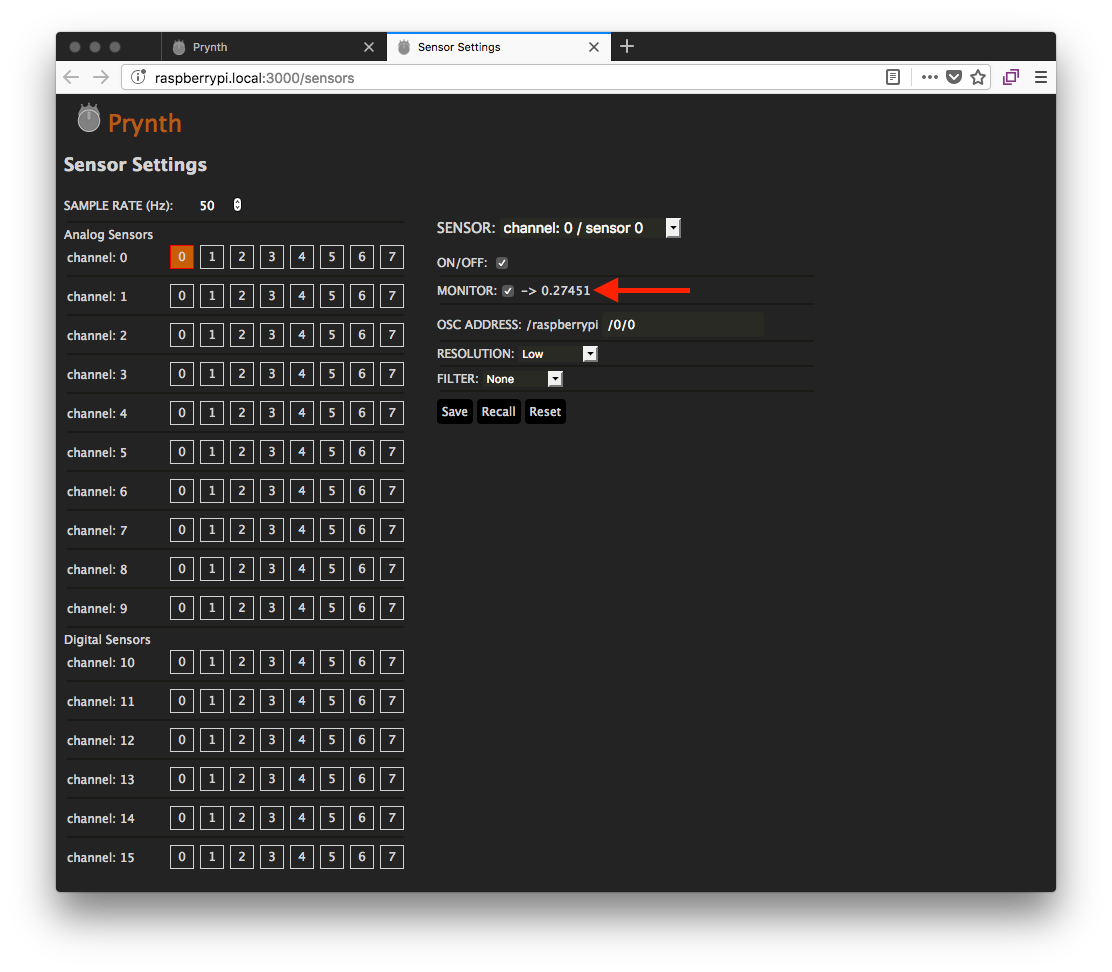 Prynth
Sensor Settings
raspberrypi.local:3000/sensors
Prynth
Sensor Settings
SAMPLE RATE (Hz): 50
Analog Sensors
channel: 0 0 1 2 3 4 5 6 7
channel: 1 0 1 2 3 4 5 6 7
channel: 2 0 1 2 3 4 5 6 7
channel: 3 0 1 2 3 4 5 6 7
channel: 4 0 1 2 3 4 5 6 7
channel: 5 0 1 2 3 4 5 6 7
channel: 6 0 1 2 3 4 5 6 7
channel: 7 0 1 2 3 4 5 6 7
channel: 8 0 1 2 3 4 5 6 7
channel: 9 0 1 2 3 4 5 6 7
Digital Sensors
channel: 10 0 1 2 3 4 5 6 7
channel: 11 0 1 2 3 4 5 6 7
channel: 12 0 1 2 3 4 5 6 7
channel: 13 0 1 2 3 4 5 6 7
channel: 14 0 1 2 3 4 5 6 7
channel: 15 0 1 2 3 4 5 6 7
SENSOR: channel: 0 / sensor 0
ON/OFF:
MONITOR: -> 0.27451
OSC ADDRESS: /raspberrypi /0/0
RESOLUTION: Low
FILTER: None
Save Recall Reset